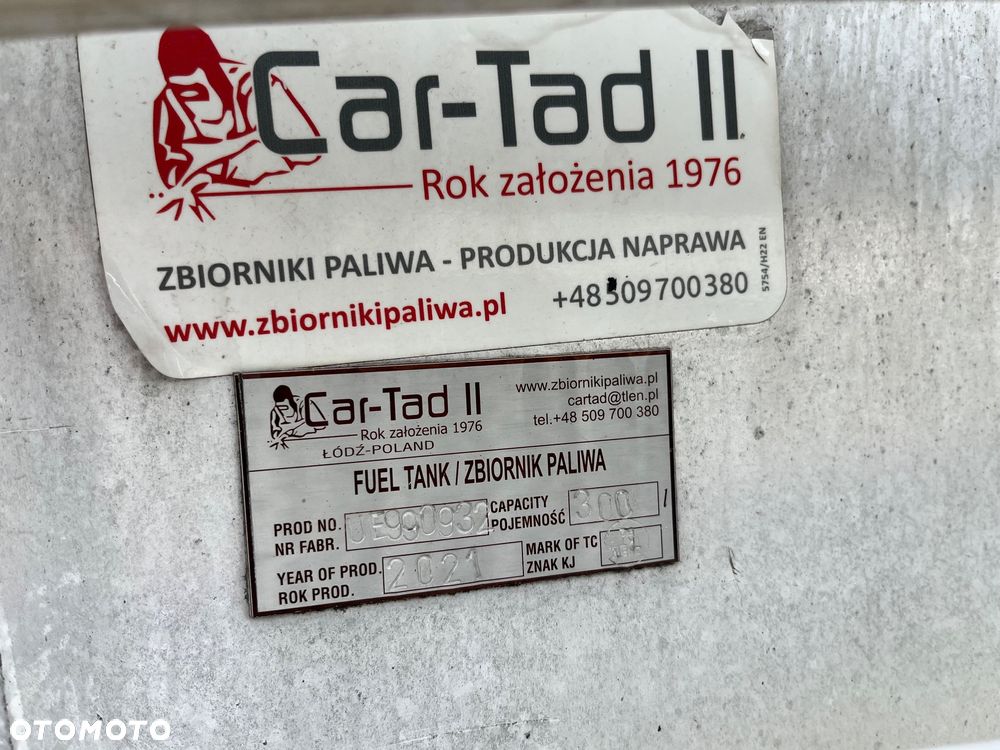 Car-Tad II
Rok założenia 1976
ZBIORNIKI PALIWA - PRODUKCJA NAPRAWA
www.zbiornikipaliwa.pl +48 509700380
5754/H22 EN
Car-Tad II
Rok założenia 1976
ŁÓDŹ-POLAND
www.zbiornikipaliwa.pl
cartad@tlen.pl
tel.+48 509 700 380
FUEL TANK / ZBIORNIK PALIWA
PROD NO. JE990932 CAPACITY 300 l
NR FABR. POJEMNOŚĆ
YEAR OF PROD. 2021 MARK OF TC
ROK PROD. ZNAK KJ
OTOMOTO